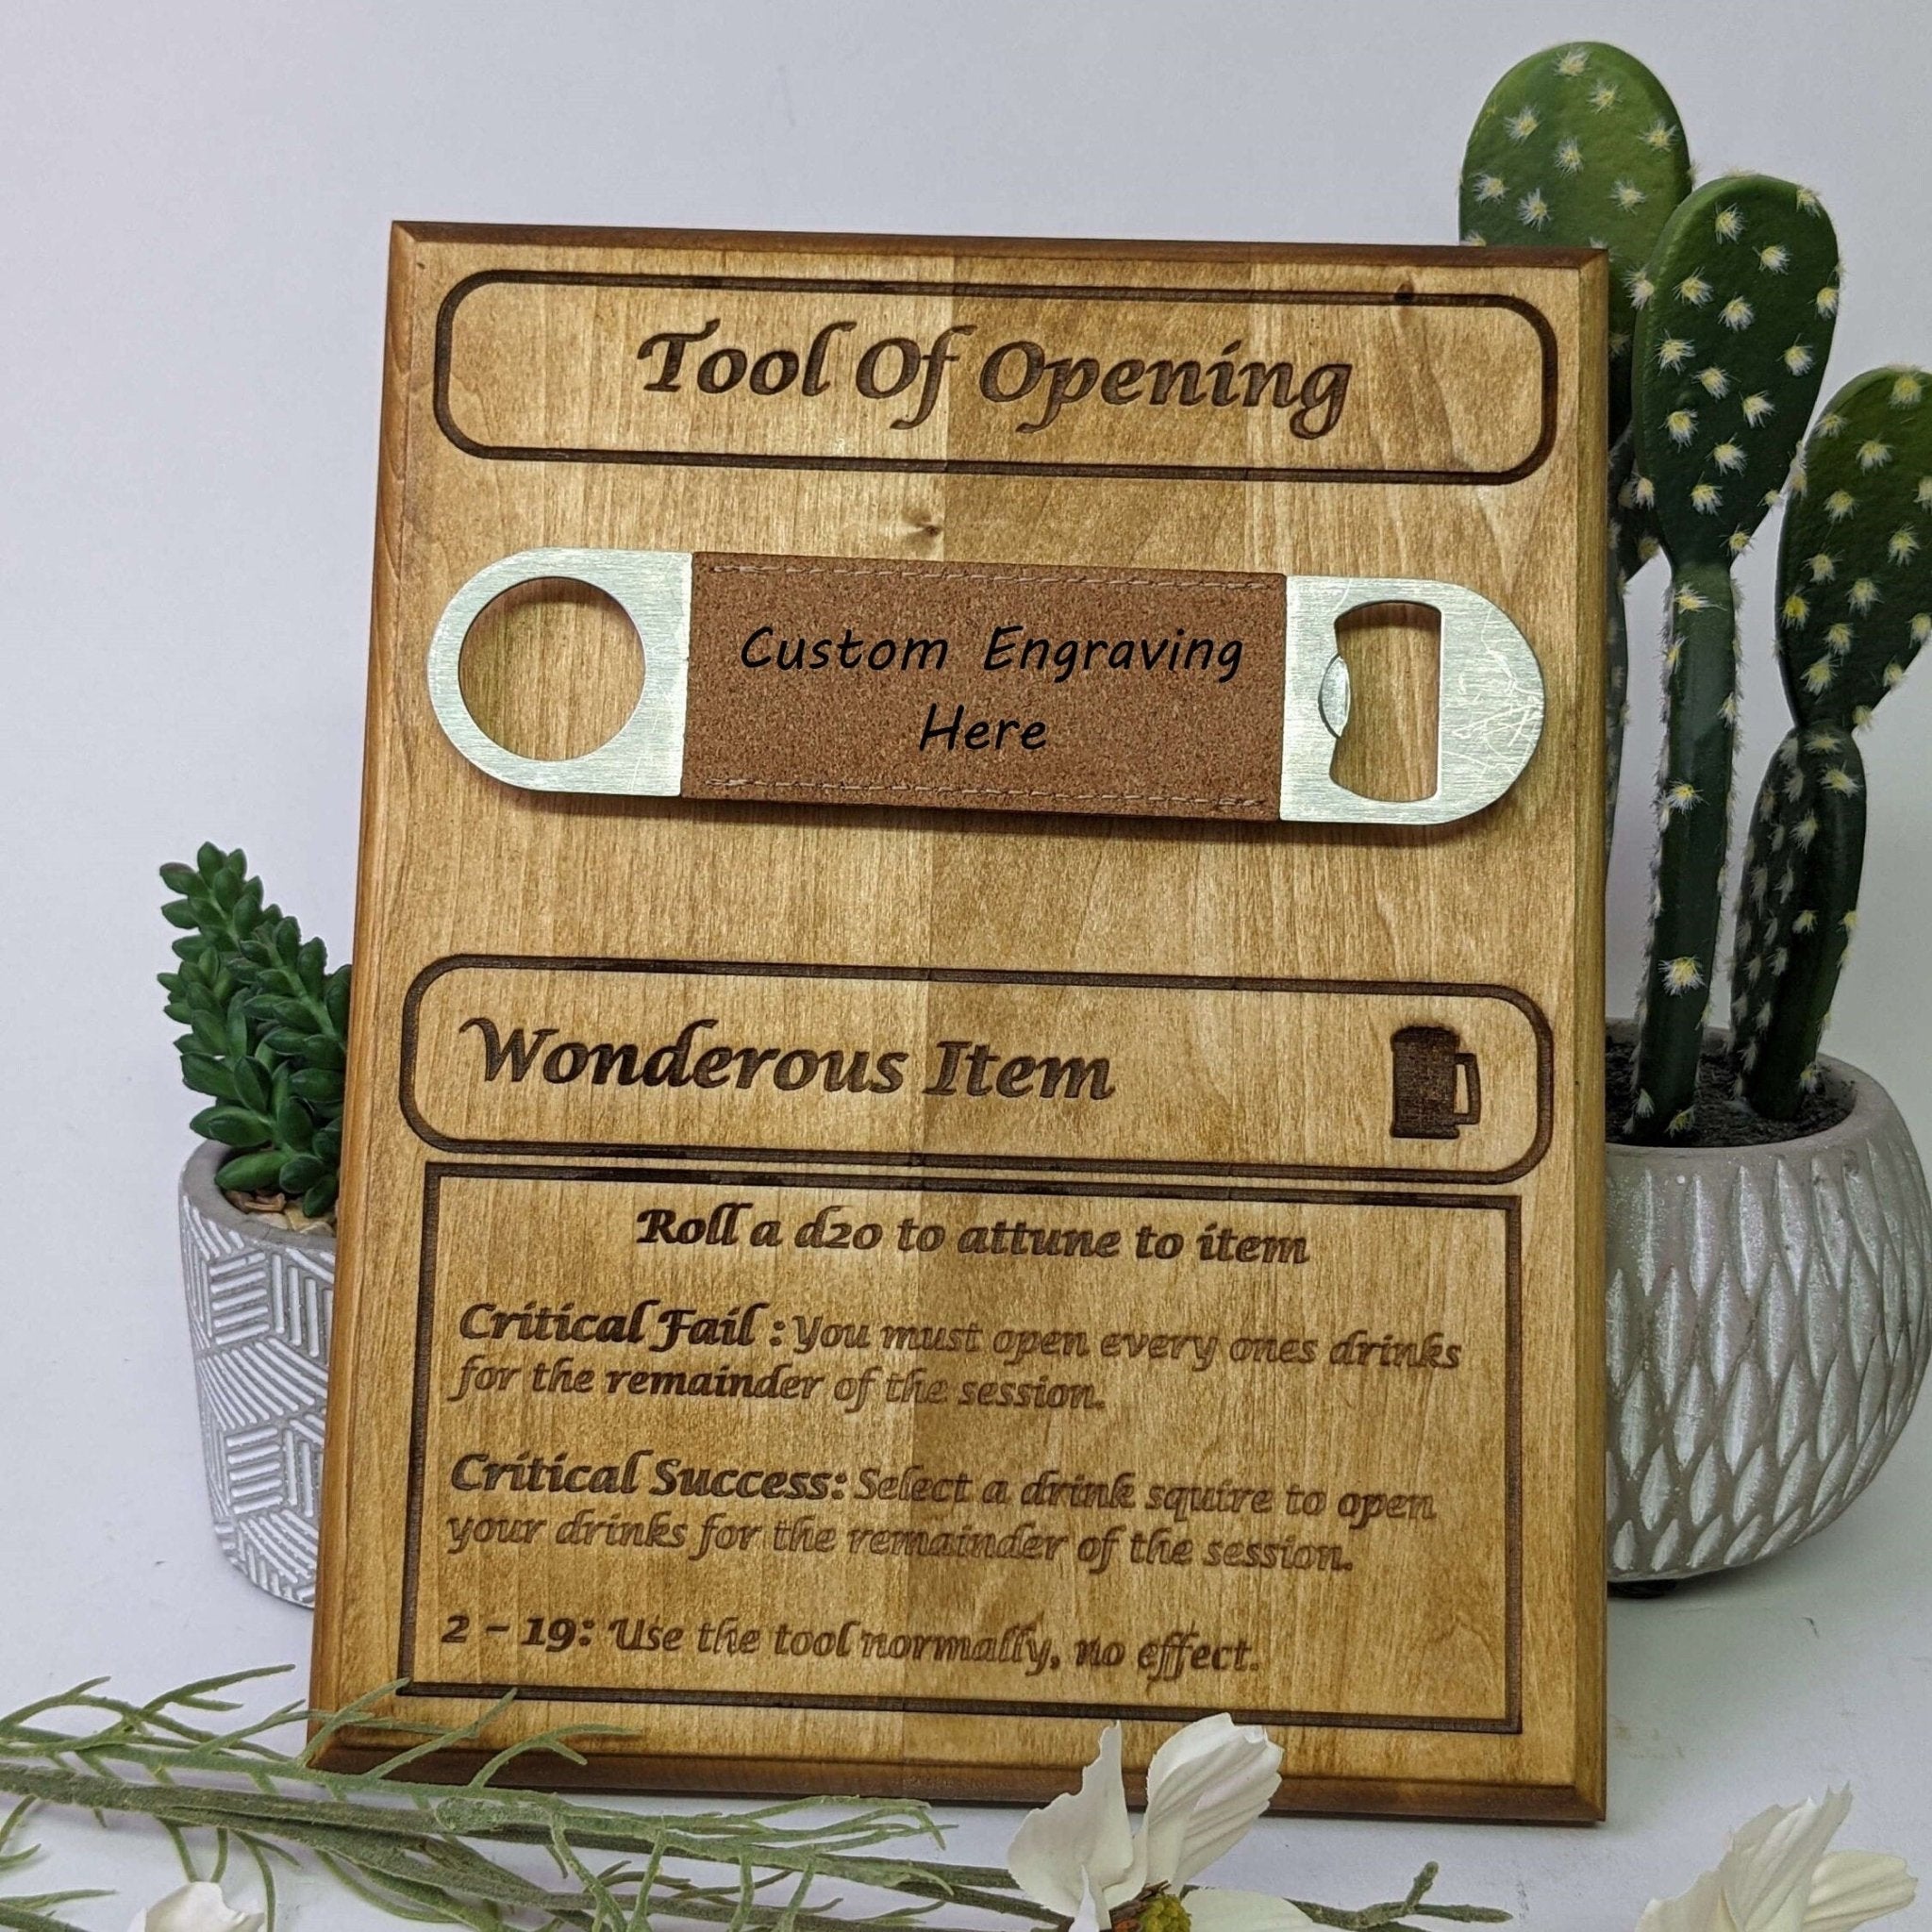 Tool Of Opening
Custom Engraving
Here
Wonderous Item
Roll a d20 to attune to item
Critical Fail : You must open every ones drinks
for the remainder of the session.
Critical Success: Select a drink squire to open
your drinks for the remainder of the session.
2 - 19: Use the tool normally, no effect.